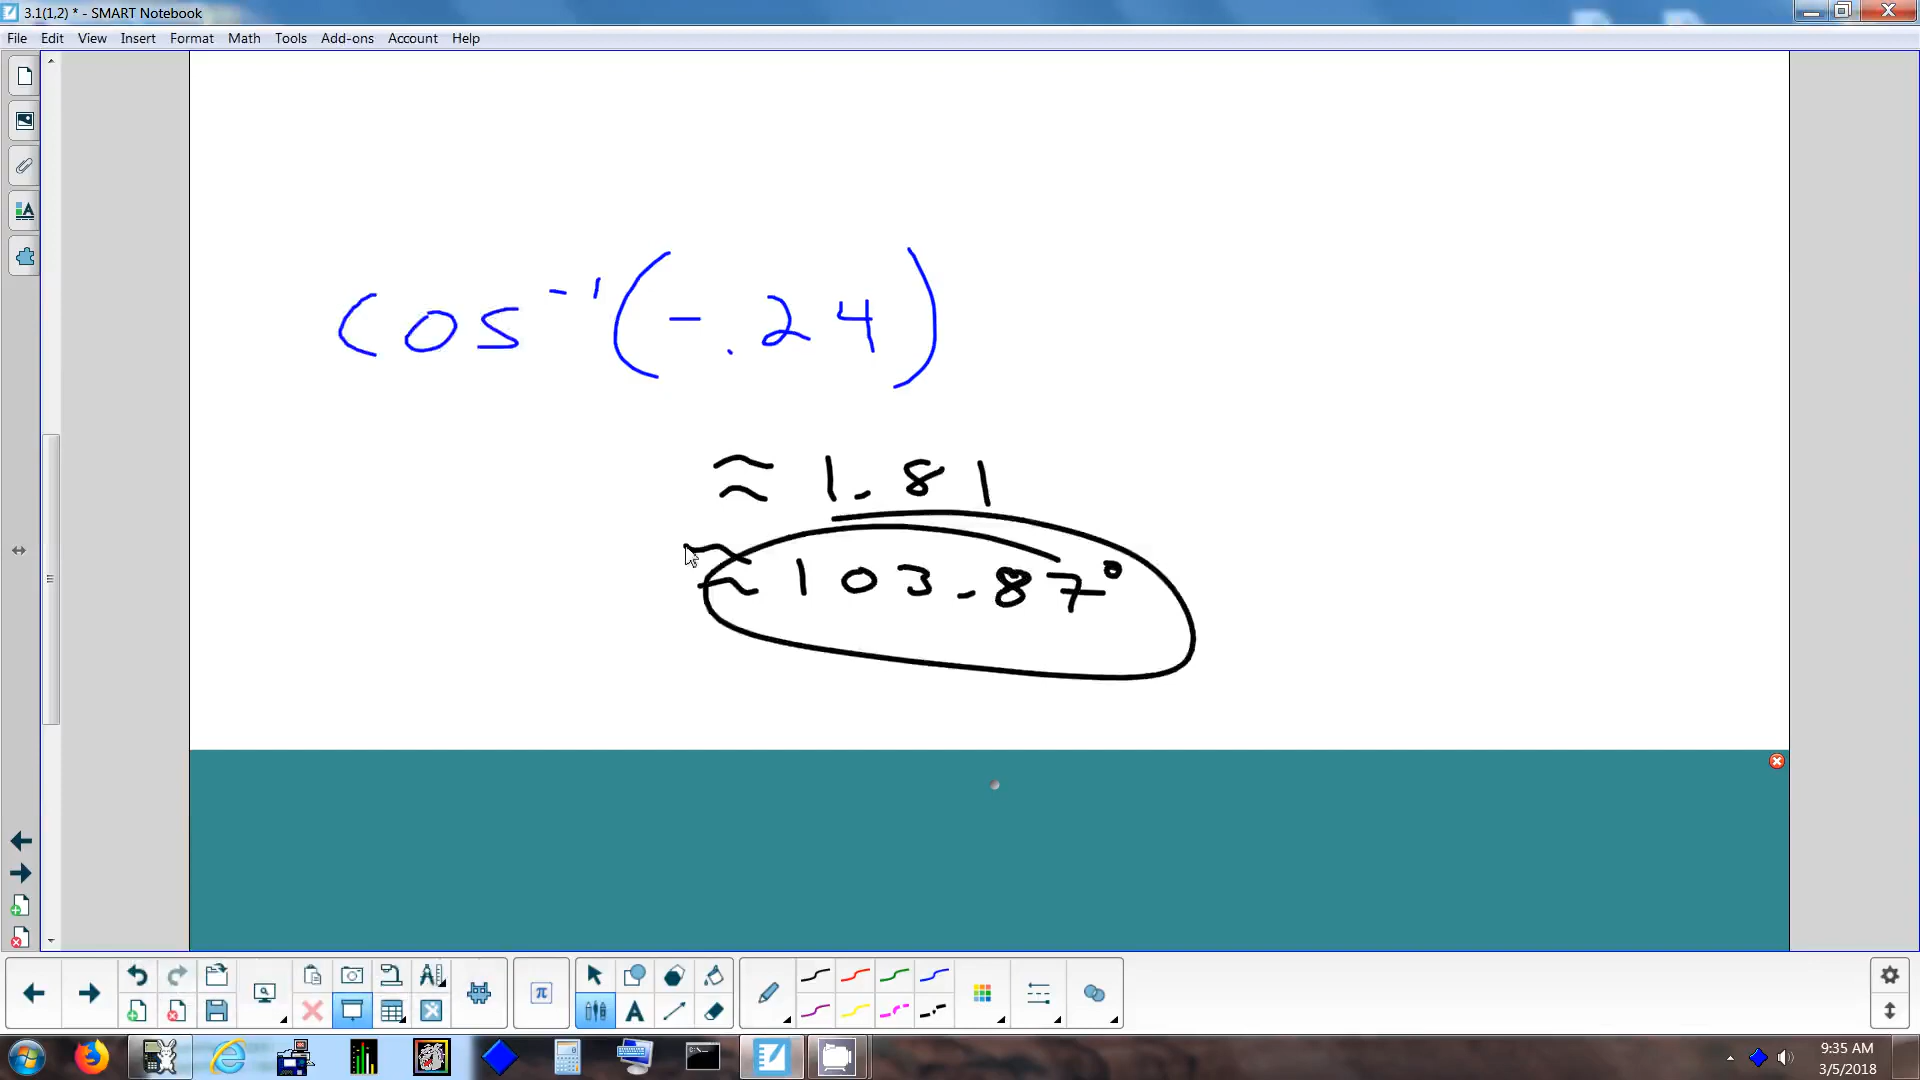 3.1(1,2) * - SMART Notebook
File Edit View Insert Format Math Tools Add-ons Account Help
cos⁻¹(-.24)
≈ 1.81
≈ 103.87°
9:35 AM
3/5/2018